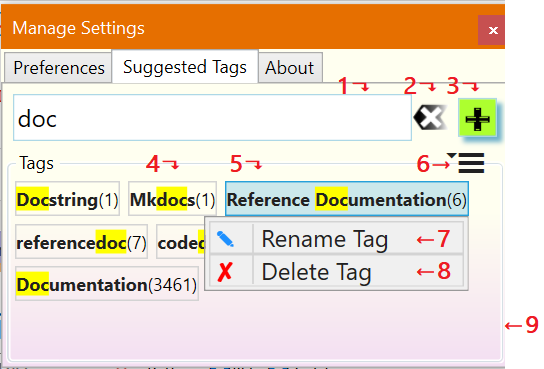 Manage Settings
x
Preferences Suggested Tags About
1 2 3
doc
Tags 4 5 6
Docstring(1) Mkdocs(1) Reference Documentation(6)
referencedoc(7)
Rename Tag 7
Delete Tag 8
Documentation(3461)
9